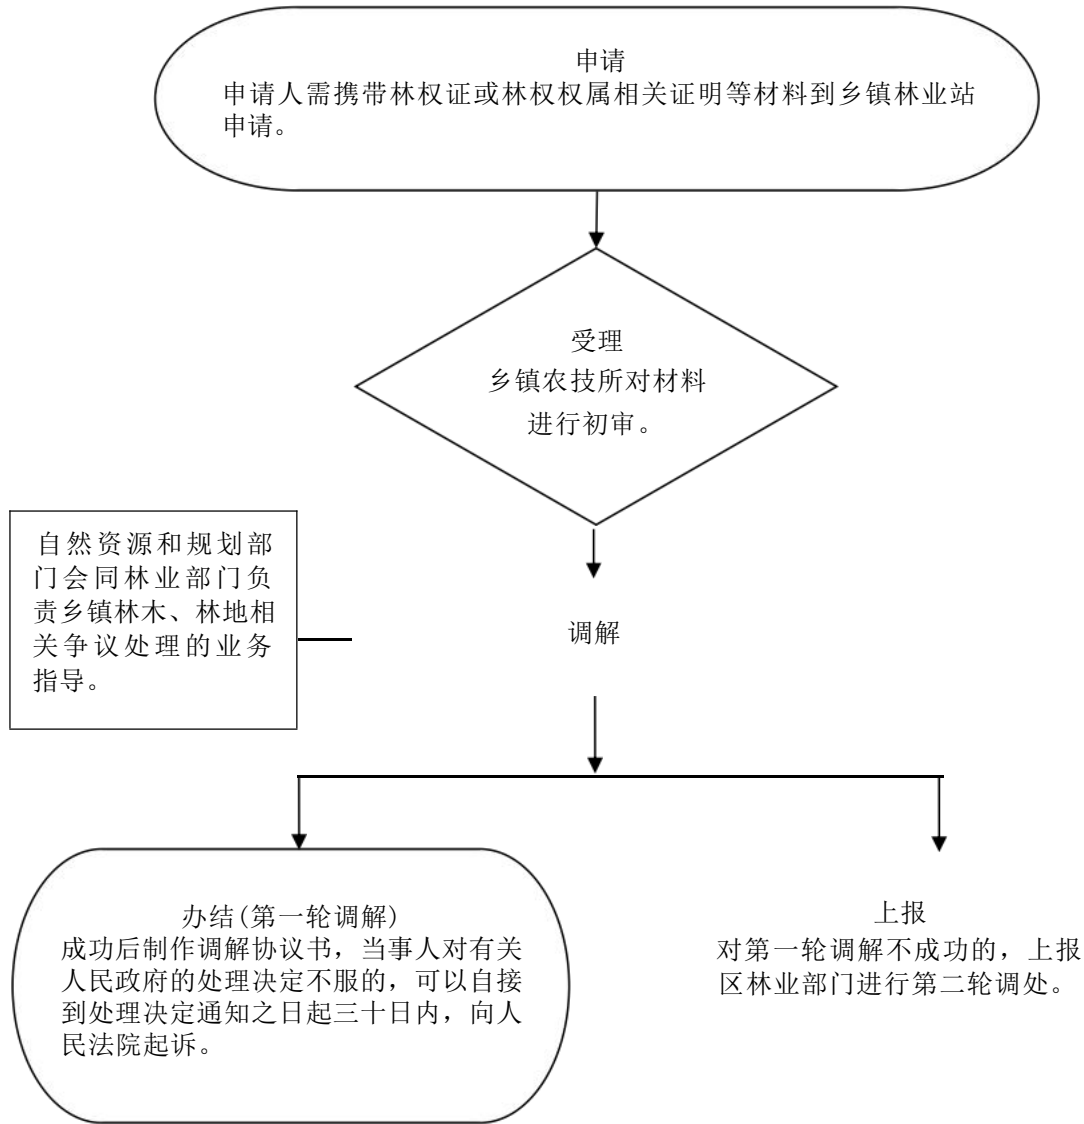 申请
申请人需携带林权证或林权权属相关证明等材料到乡镇林业站
申请。
受理
乡镇农技所对材料
进行初审。
自然资源和规划部
门会同林业部门负
责乡镇林木、林地相
关争议处理的业务
指导。
调解
办结(第一轮调解)
成功后制作调解协议书，当事人对有关
人民政府的处理决定不服的，可以自接
到处理决定通知之日起三十日内，向人
民法院起诉。
上报
对第一轮调解不成功的，上报
区林业部门进行第二轮调处。